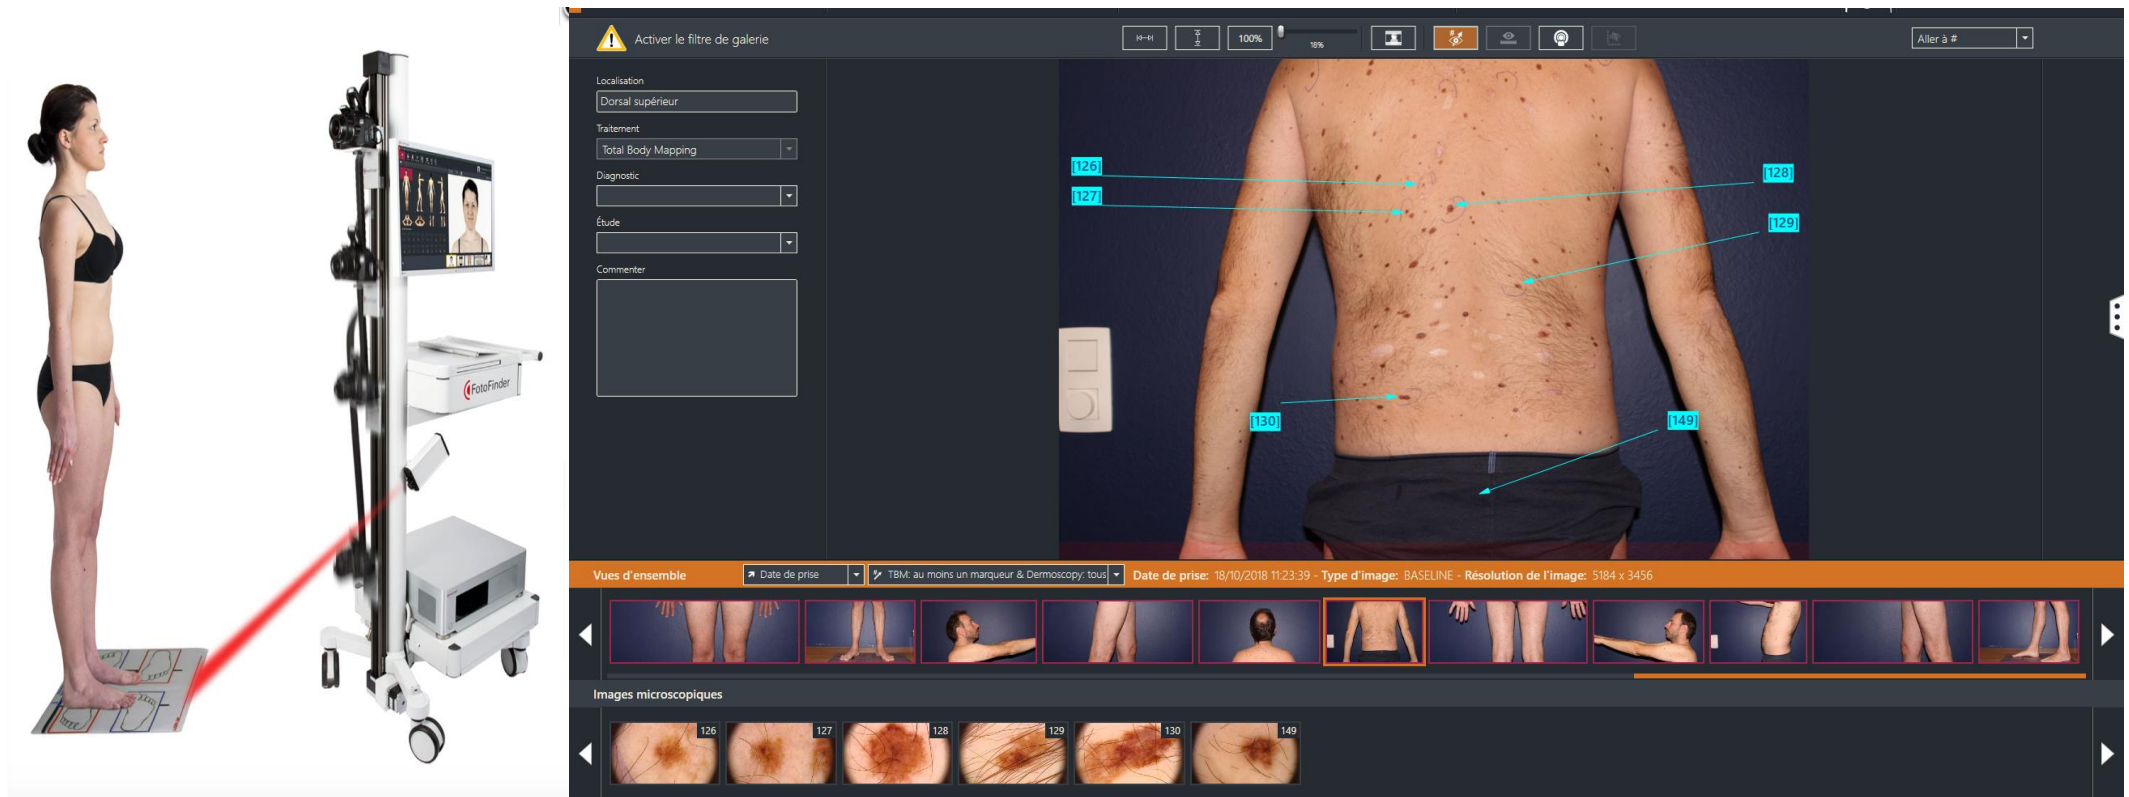 FotoFinder
Activer le filtre de galerie
100%
18%
Aller à #
Localisation
Dorsal supérieur
Traitement
Total Body Mapping
Diagnostic
Étude
Commenter
[126]
[127]
[128]
[129]
[130]
[149]
Vues d'ensemble
Date de prise
TBM: au moins un marqueur & Dermoscopy: tous
Date de prise: 18/10/2018 11:23:39 - Type d'image: BASELINE - Résolution de l'image: 5184 x 3456
Images microscopiques
126
127
128
129
130
149